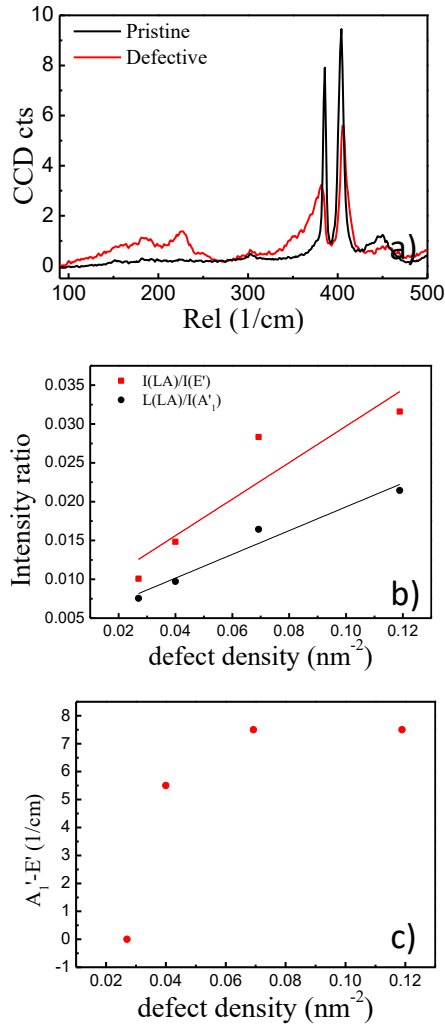 10
8
6
4
2
0
CCD cts
Pristine
Defective
a)
100 200 300 400 500
Rel (1/cm)
0.035
0.030
0.025
0.020
0.015
0.010
0.005
Intensity ratio
I(LA)/I(E')
L(LA)/I(A'₁)
b)
0.02 0.04 0.06 0.08 0.10 0.12
defect density (nm⁻²)
8
7
6
5
4
3
2
1
0
-1
A₁'-E' (1/cm)
c)
0.02 0.04 0.06 0.08 0.10 0.12
defect density (nm⁻²)